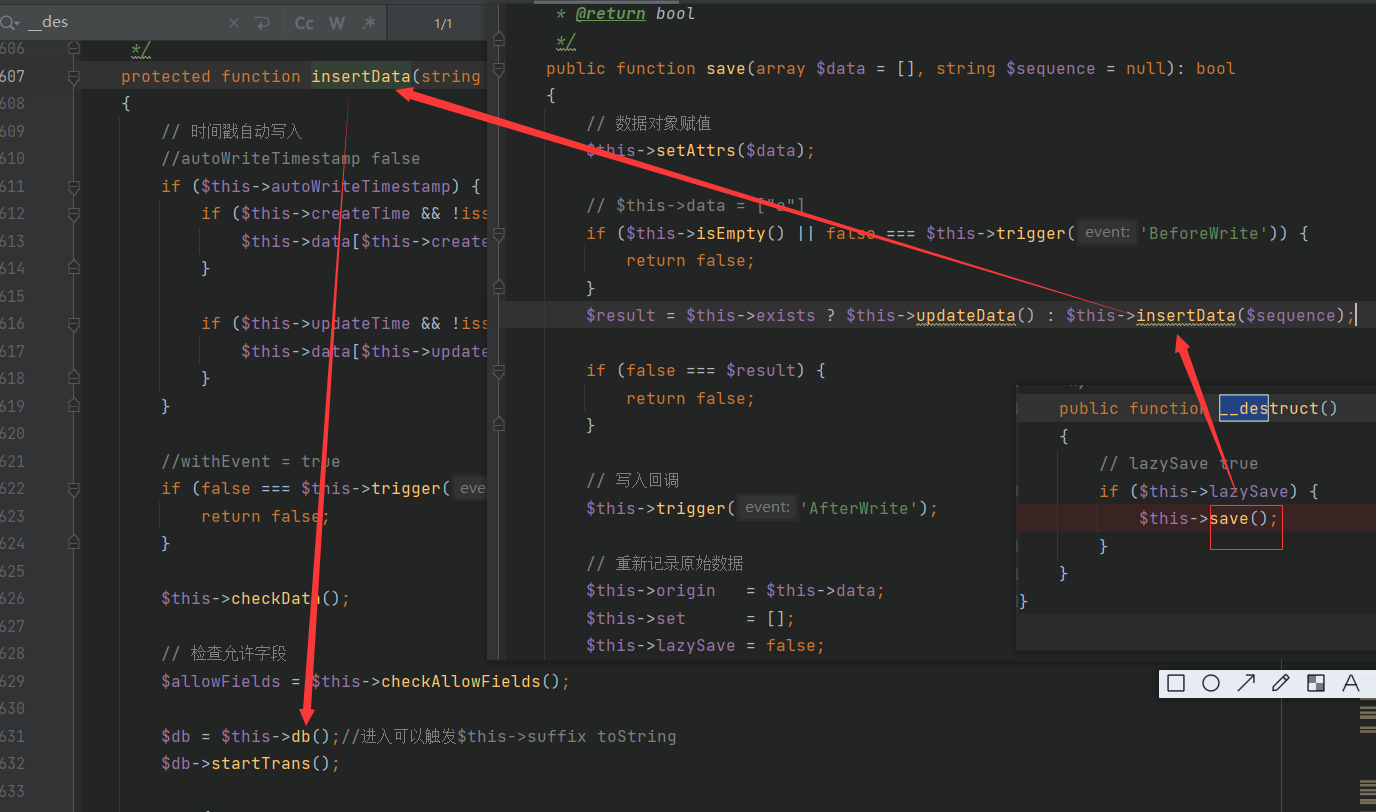 __des
Cc W .*
1/1
606 */
607 protected function insertData(string
608 {
609 // 时间戳自动写入
610 //autoWriteTimestamp false
611 if ($this->autoWriteTimestamp) {
612 if ($this->createTime && !iss
613 $this->data[$this->create
614 }
615
616 if ($this->updateTime && !iss
617 $this->data[$this->update
618 }
619 }
620
621 //withEvent = true
622 if (false === $this->trigger( eve
623 return false;
624 }
625
626 $this->checkData();
627
628 // 检查允许字段
629 $allowFields = $this->checkAllowFields();
630
631 $db = $this->db();//进入可以触发$this->suffix toString
632 $db->startTrans();
633
* @return bool
*/
public function save(array $data = [], string $sequence = null): bool
{
// 数据对象赋值
$this->setAttrs($data);
// $this->data = ["e"]
if ($this->isEmpty() || false === $this->trigger( event: 'BeforeWrite')) {
return false;
}
$result = $this->exists ? $this->updateData() : $this->insertData($sequence);
if (false === $result) {
return false;
}
// 写入回调
$this->trigger( event: 'AfterWrite');
// 重新记录原始数据
$this->origin = $this->data;
$this->set = [];
$this->lazySave = false;
public function __destruct()
{
// lazySave true
if ($this->lazySave) {
$this->save();
}
}
}
A